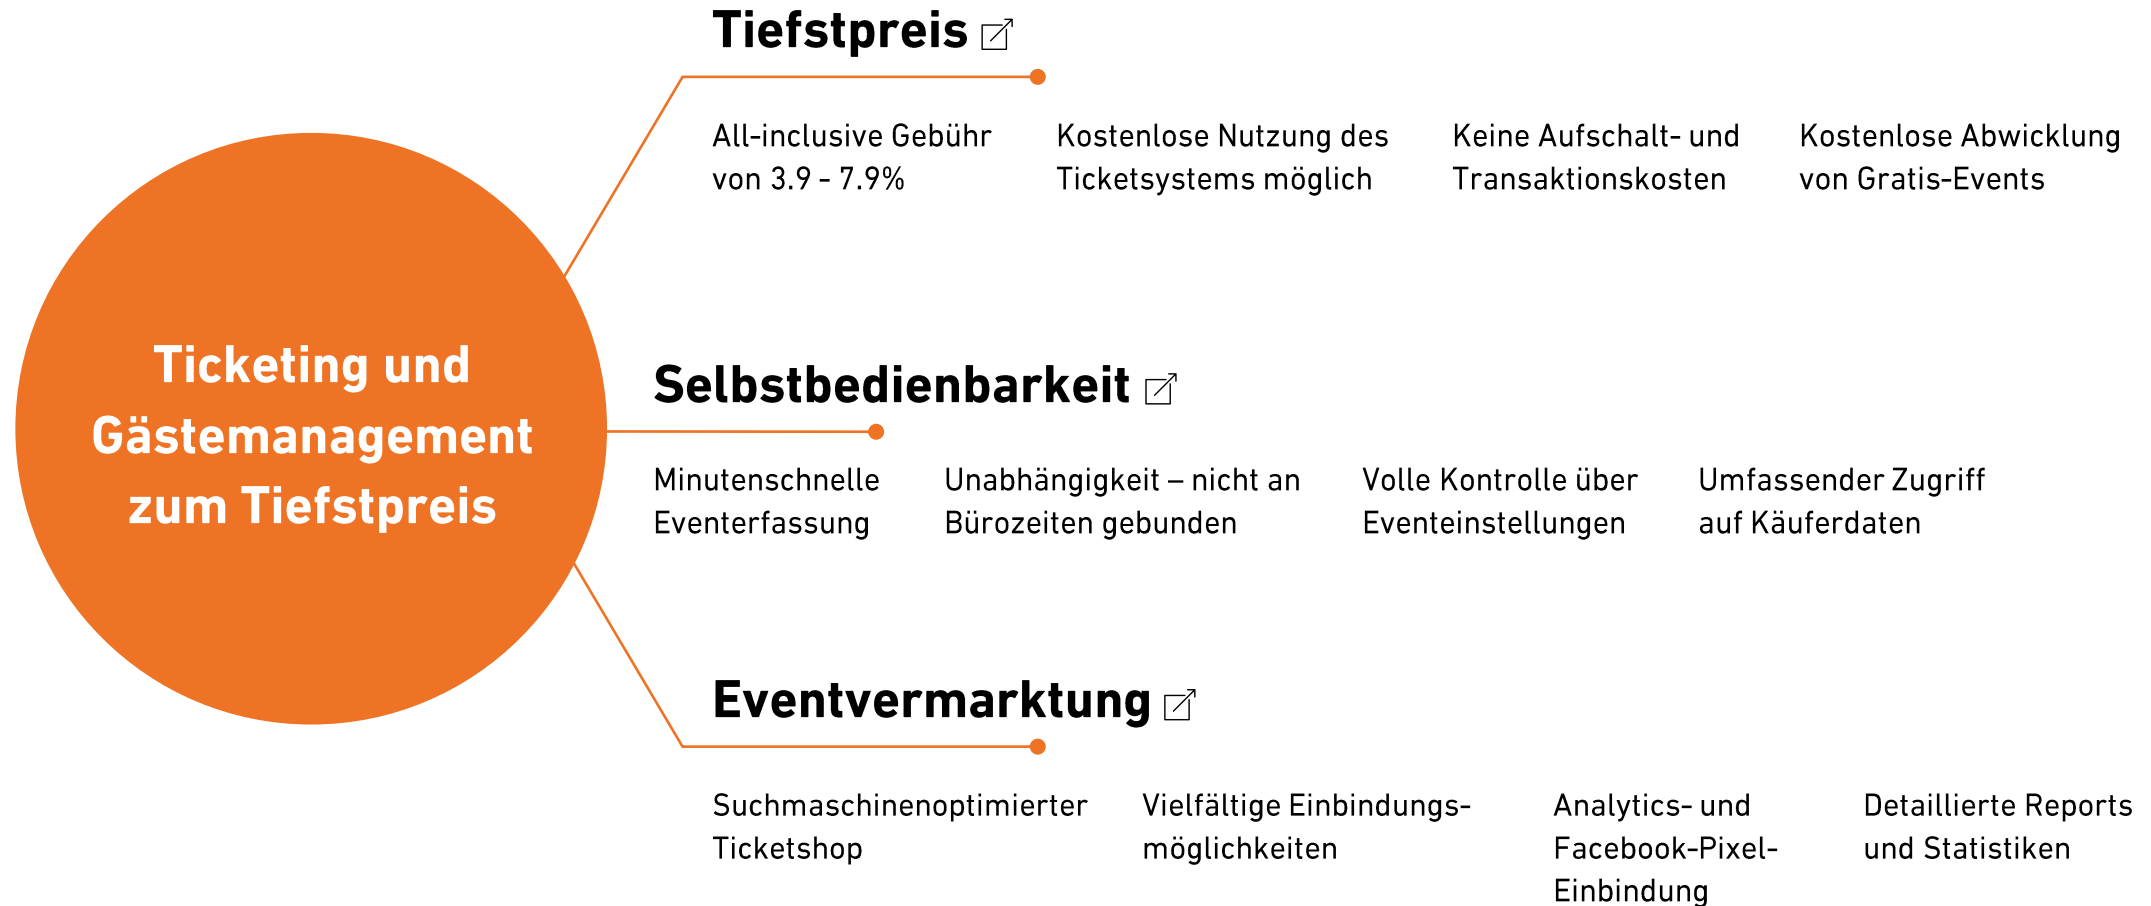 Ticketing und
Gästemanagement
zum Tiefstpreis
Tiefstpreis
All-inclusive Gebühr
von 3.9 - 7.9%
Kostenlose Nutzung des
Ticketsystems möglich
Keine Aufschalt- und
Transaktionskosten
Kostenlose Abwicklung
von Gratis-Events
Selbstbedienbarkeit
Minutenschnelle
Eventerfassung
Unabhängigkeit – nicht an
Bürozeiten gebunden
Volle Kontrolle über
Eventeinstellungen
Umfassender Zugriff
auf Käuferdaten
Eventvermarktung
Suchmaschinenoptimierter
Ticketshop
Vielfältige Einbindungs-
möglichkeiten
Analytics- und
Facebook-Pixel-
Einbindung
Detaillierte Reports
und Statistiken